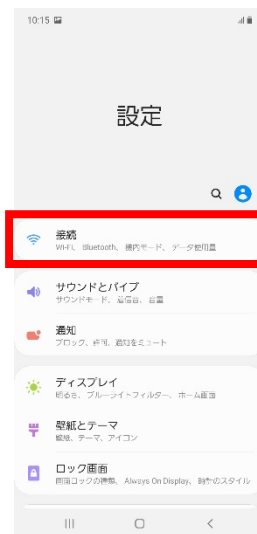 10:15
設定
接続
Wi-Fi、 Bluetooth、 機内モード、 データ使用量
サウンドとバイブ
サウンドモード、 着信音、 音量
通知
ブロック、許可、通知をミュート
ディスプレイ
明るさ、 ブルーライトフィルター、 ホーム画面
壁紙とテーマ
壁紙、テーマ、アイコン
ロック画面
画面ロックの種類、 Always On Display、 時計のスタイル